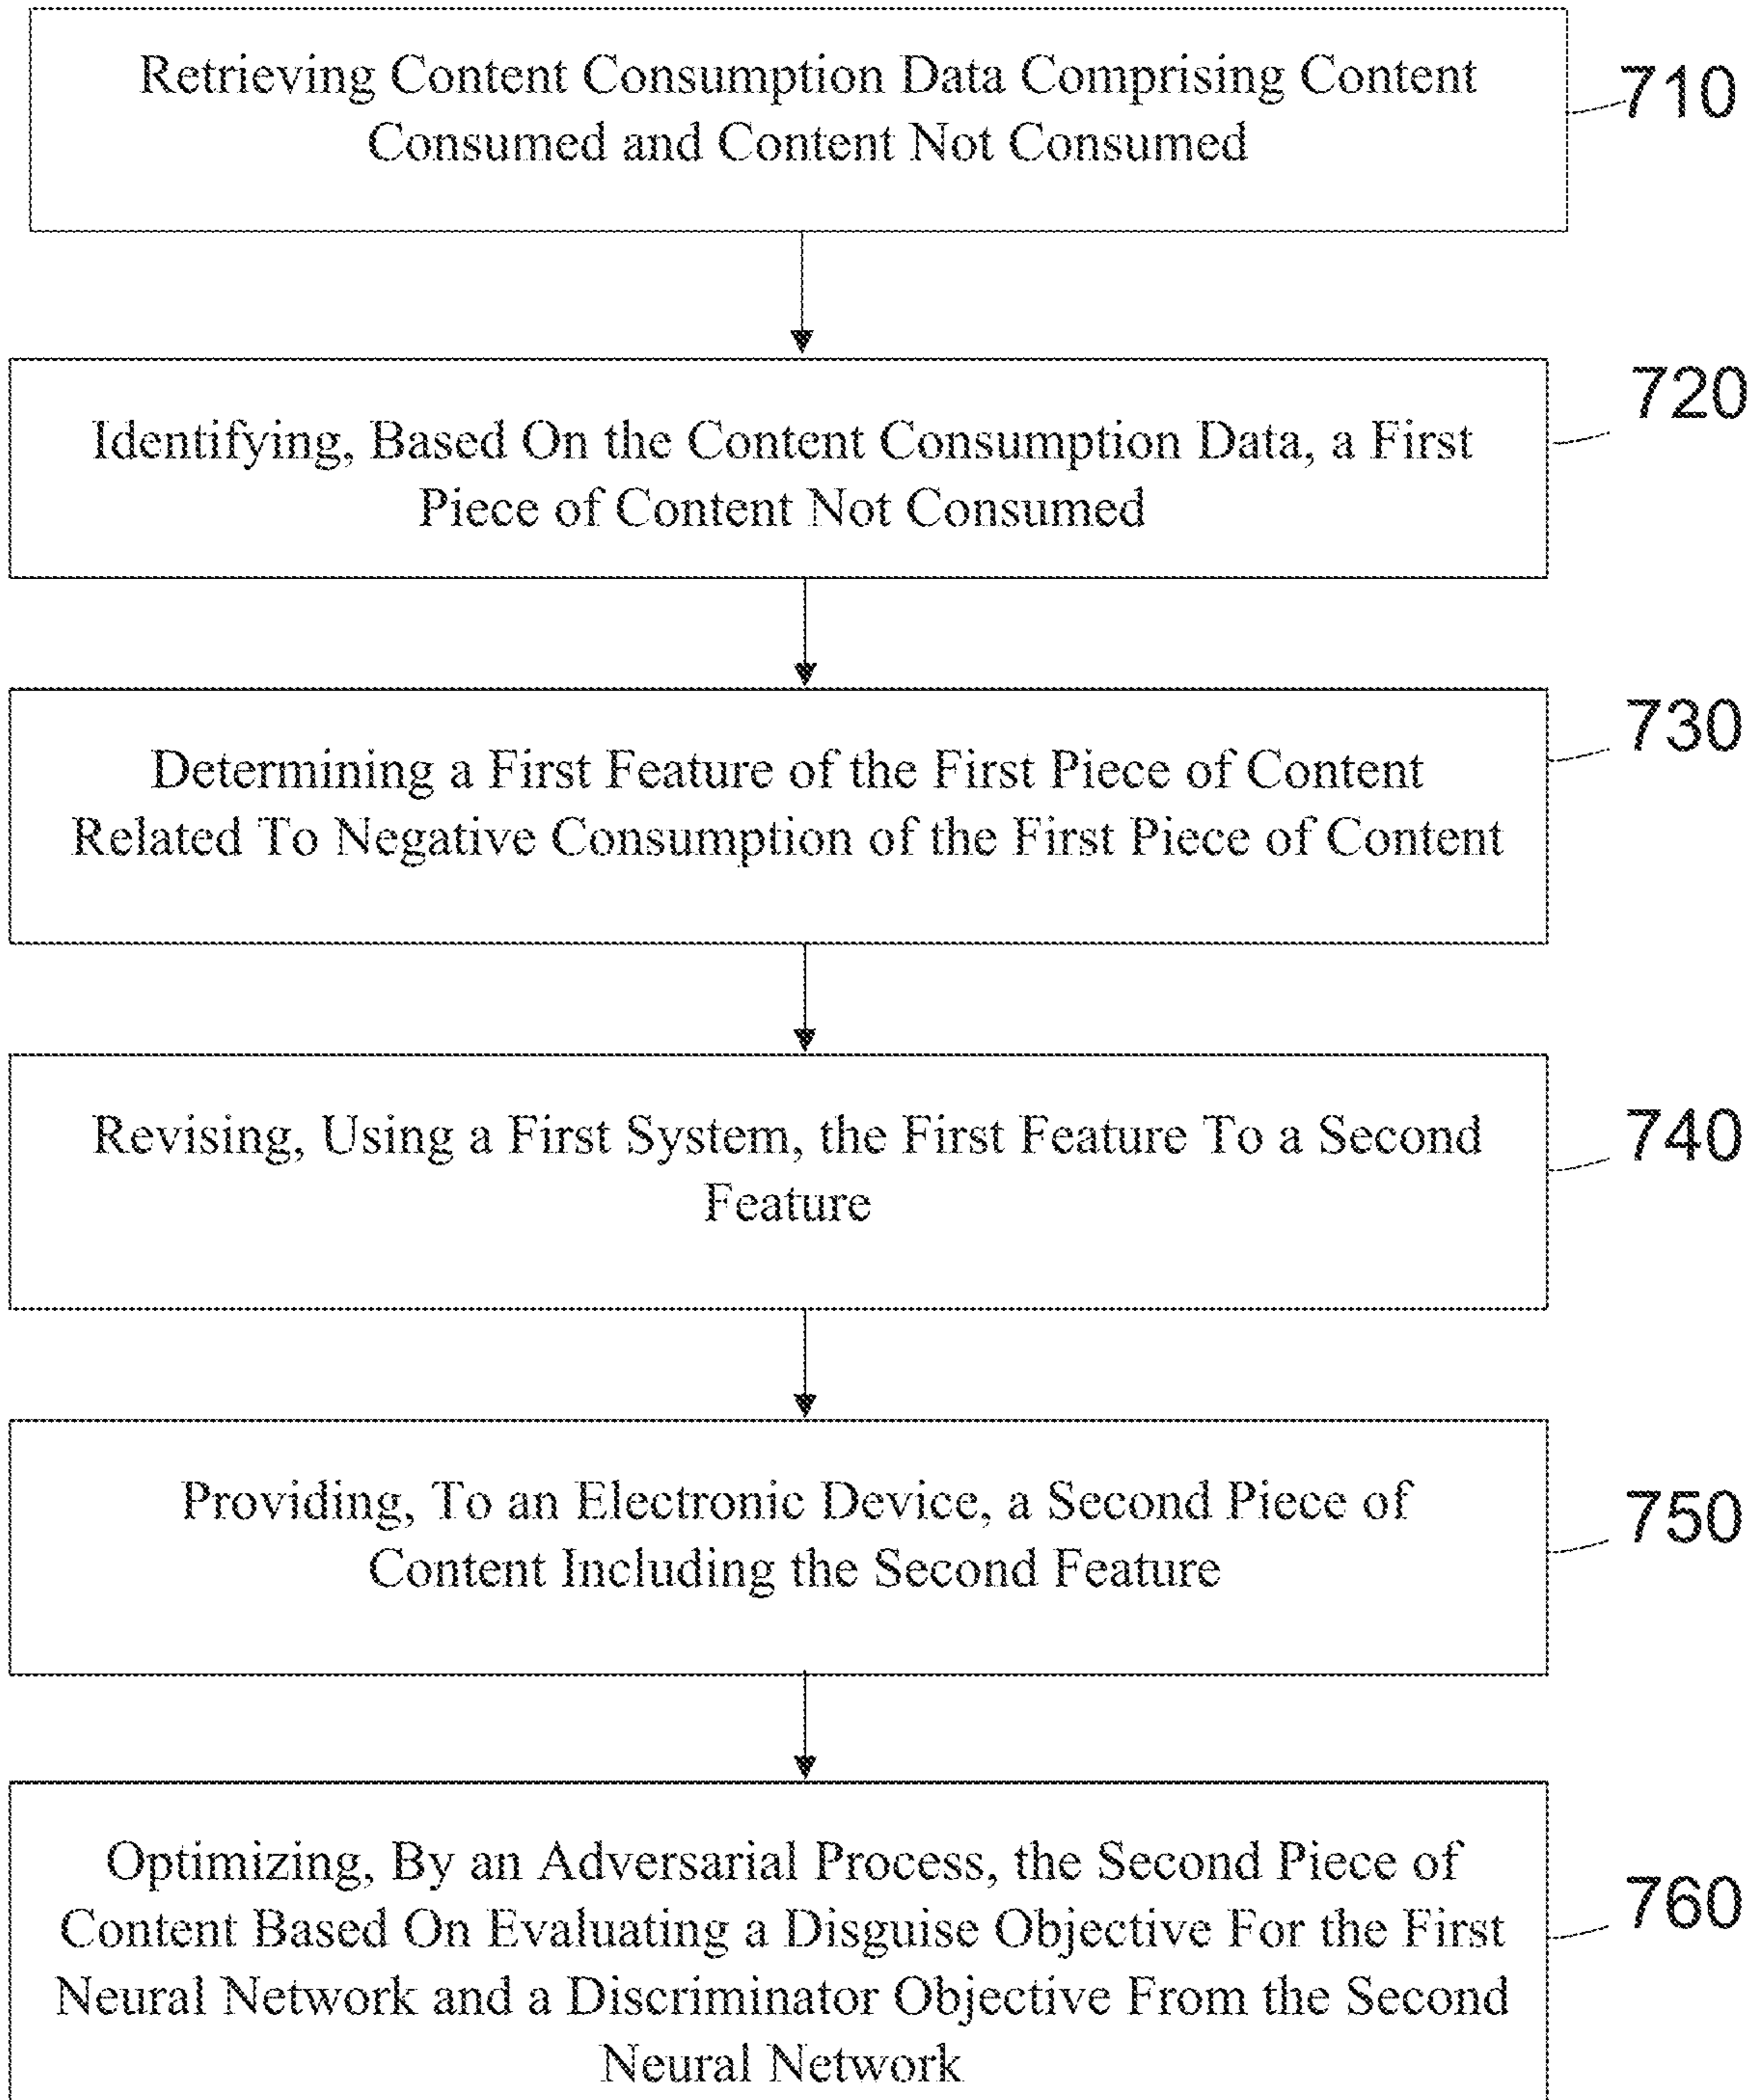 Retrieving Content Consumption Data Comprising Content
Consumed and Content Not Consumed
710
Identifying, Based On the Content Consumption Data, a First
Piece of Content Not Consumed
720
Determining a First Feature of the First Piece of Content
Related To Negative Consumption of the First Piece of Content
730
Revising, Using a First System, the First Feature To a Second
Feature
740
Providing, To an Electronic Device, a Second Piece of
Content Including the Second Feature
750
Optimizing, By an Adversarial Process, the Second Piece of
Content Based On Evaluating a Disguise Objective For the First
Neural Network and a Discriminator Objective From the Second
Neural Network
760